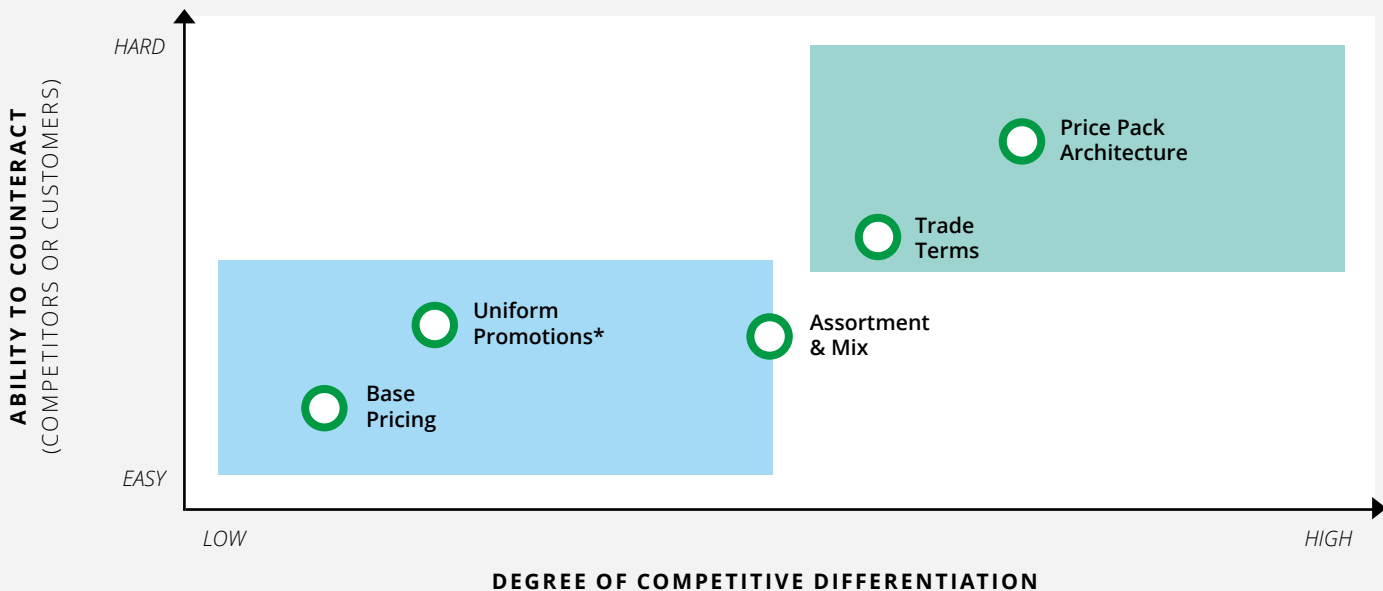 HARD
ABILITY TO COUNTERACT
(COMPETITORS OR CUSTOMERS)
Price Pack
Architecture
Trade
Terms
Uniform
Promotions*
Assortment
& Mix
Base
Pricing
EASY
LOW
HIGH
DEGREE OF COMPETITIVE DIFFERENTIATION